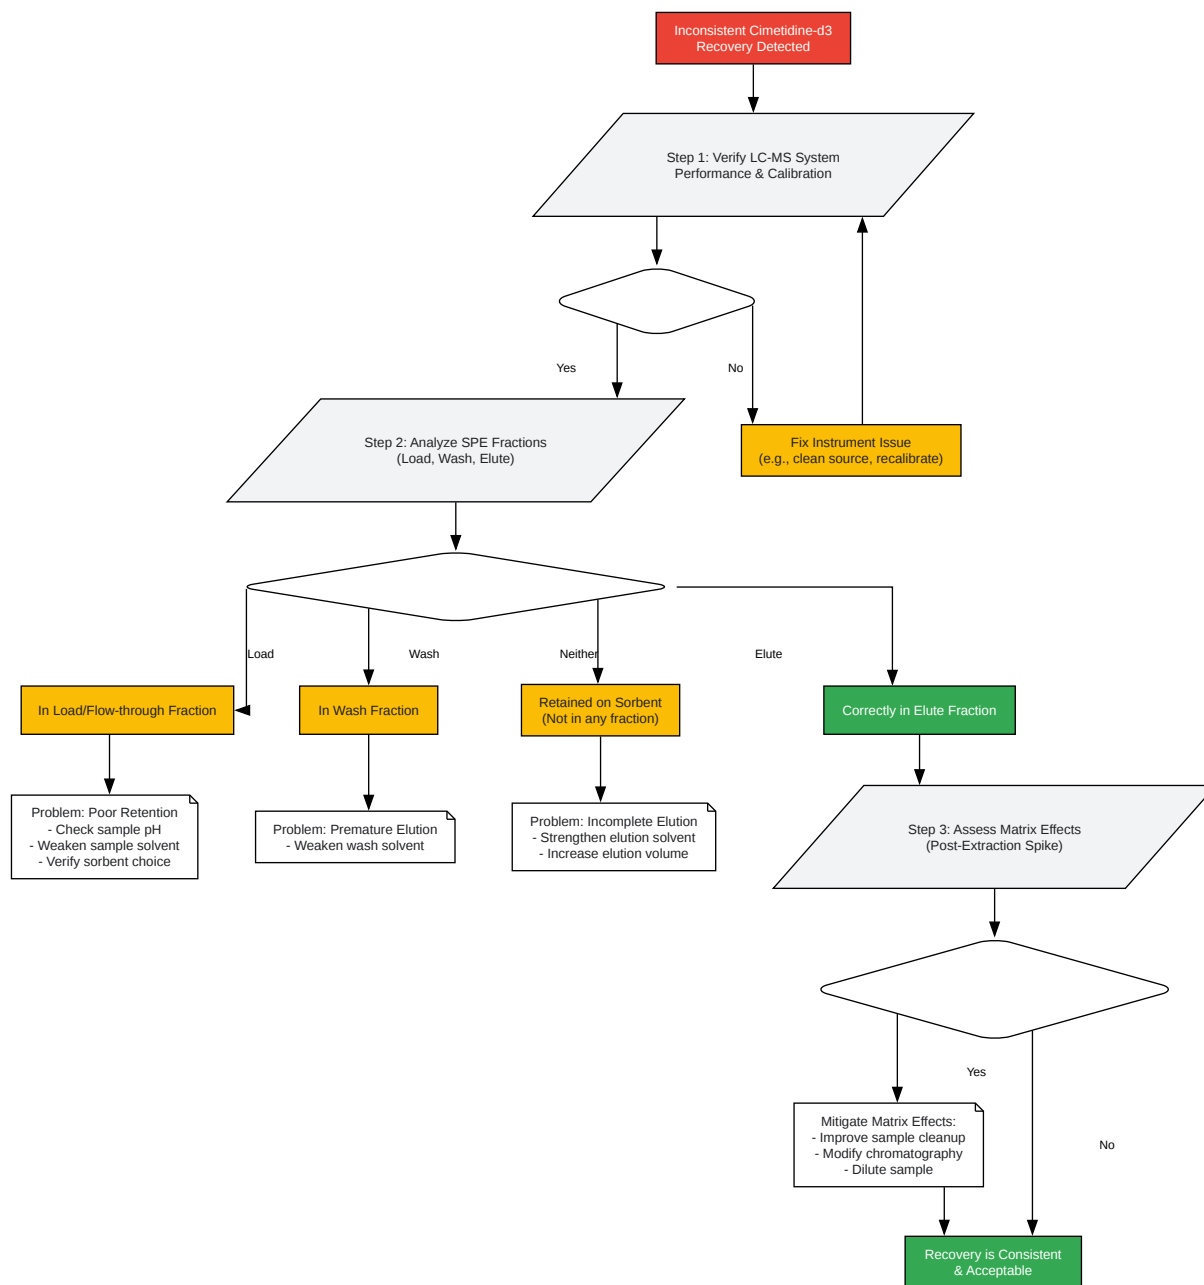 Inconsistent Cimetidine-d3
Recovery Detected
Step 1: Verify LC-MS System
Performance & Calibration
Yes
No
Step 2: Analyze SPE Fractions
(Load, Wash, Elute)
Fix Instrument Issue
(e.g., clean source, recalibrate)
Load
Wash
Neither
Elute
In Load/Flow-through Fraction
In Wash Fraction
Retained on Sorbent
(Not in any fraction)
Correctly in Elute Fraction
Problem: Poor Retention
- Check sample pH
- Weaken sample solvent
- Verify sorbent choice
Problem: Premature Elution
- Weaken wash solvent
Problem: Incomplete Elution
- Strengthen elution solvent
- Increase elution volume
Step 3: Assess Matrix Effects
(Post-Extraction Spike)
Yes
No
Mitigate Matrix Effects:
- Improve sample cleanup
- Modify chromatography
- Dilute sample
Recovery is Consistent
& Acceptable